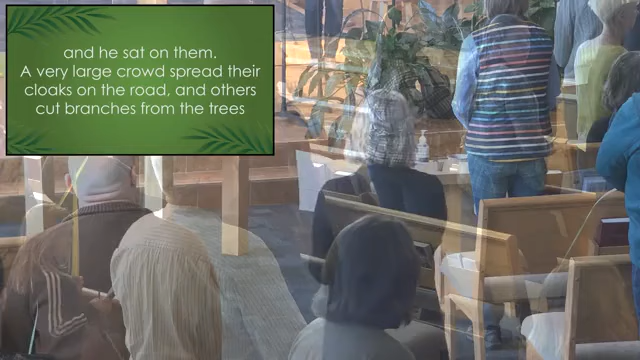 and he sat on them.
A very large crowd spread their
cloaks on the road, and others
cut branches from the trees